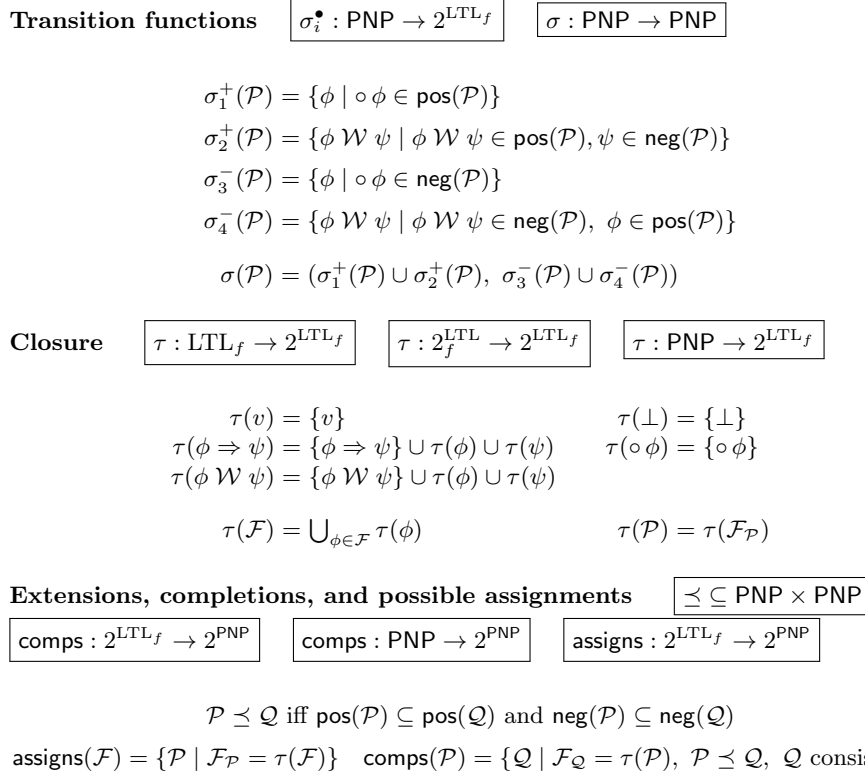 Transition functions σ_i^• : PNP → 2^{LTL_f} σ : PNP → PNP
σ_1^+(𝒫) = {φ | ∘ φ ∈ pos(𝒫)}
σ_2^+(𝒫) = {φ 𝒲 ψ | φ 𝒲 ψ ∈ pos(𝒫), ψ ∈ neg(𝒫)}
σ_3^-(𝒫) = {φ | ∘ φ ∈ neg(𝒫)}
σ_4^-(𝒫) = {φ 𝒲 ψ | φ 𝒲 ψ ∈ neg(𝒫), φ ∈ pos(𝒫)}
σ(𝒫) = (σ_1^+(𝒫) ∪ σ_2^+(𝒫), σ_3^-(𝒫) ∪ σ_4^-(𝒫))
Closure τ : LTL_f → 2^{LTL_f} τ : 2_f^{LTL} → 2^{LTL_f} τ : PNP → 2^{LTL_f}
τ(v) = {v} τ(⊥) = {⊥}
τ(φ ⇒ ψ) = {φ ⇒ ψ} ∪ τ(φ) ∪ τ(ψ) τ(∘ φ) = {∘ φ}
τ(φ 𝒲 ψ) = {φ 𝒲 ψ} ∪ τ(φ) ∪ τ(ψ)
τ(ℱ) = ⋃_{φ∈ℱ} τ(φ) τ(𝒫) = τ(ℱ_𝒫)
Extensions, completions, and possible assignments ⪯ ⊆ PNP × PNP
comps : 2^{LTL_f} → 2^{PNP} comps : PNP → 2^{PNP} assigns : 2^{LTL_f} → 2^{PNP}
𝒫 ⪯ 𝒬 iff pos(𝒫) ⊆ pos(𝒬) and neg(𝒫) ⊆ neg(𝒬)
assigns(ℱ) = {𝒫 | ℱ_𝒫 = τ(ℱ)} comps(𝒫) = {𝒬 | ℱ_𝒬 = τ(𝒫), 𝒫 ⪯ 𝒬, 𝒬